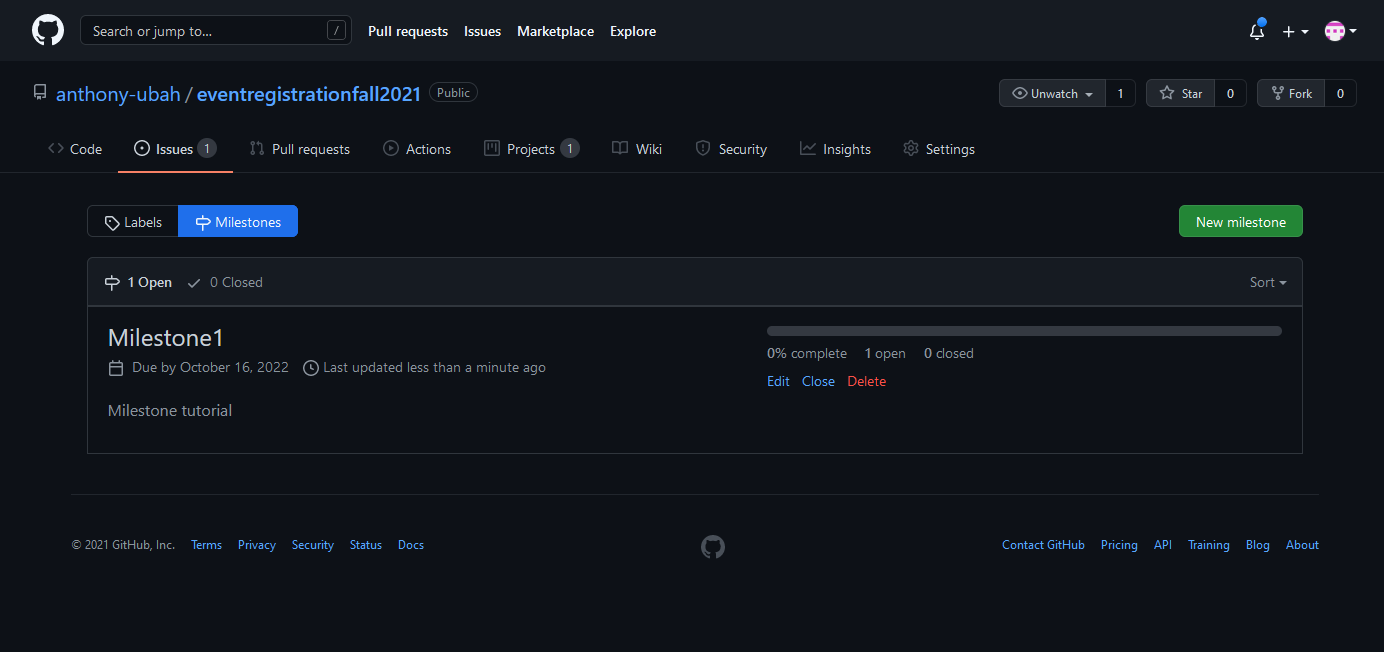 Search or jump to... / Pull requests Issues Marketplace Explore
anthony-ubah / eventregistrationfall2021 Public Unwatch 1 Star 0 Fork 0
Code Issues 1 Pull requests Actions Projects 1 Wiki Security Insights Settings
Labels Milestones New milestone
1 Open 0 Closed Sort
Milestone1
Due by October 16, 2022 Last updated less than a minute ago
0% complete 1 open 0 closed
Edit Close Delete
Milestone tutorial
© 2021 GitHub, Inc. Terms Privacy Security Status Docs Contact GitHub Pricing API Training Blog About